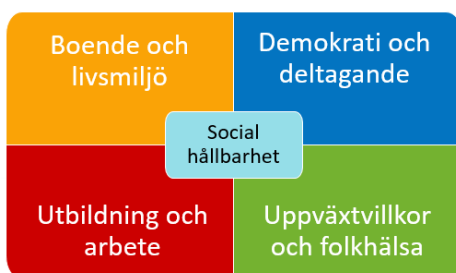 Boende och
livsmiljö
Demokrati och
deltagande
Social
hållbarhet
Utbildning och
arbete
Uppväxtvillkor
och folkhälsa